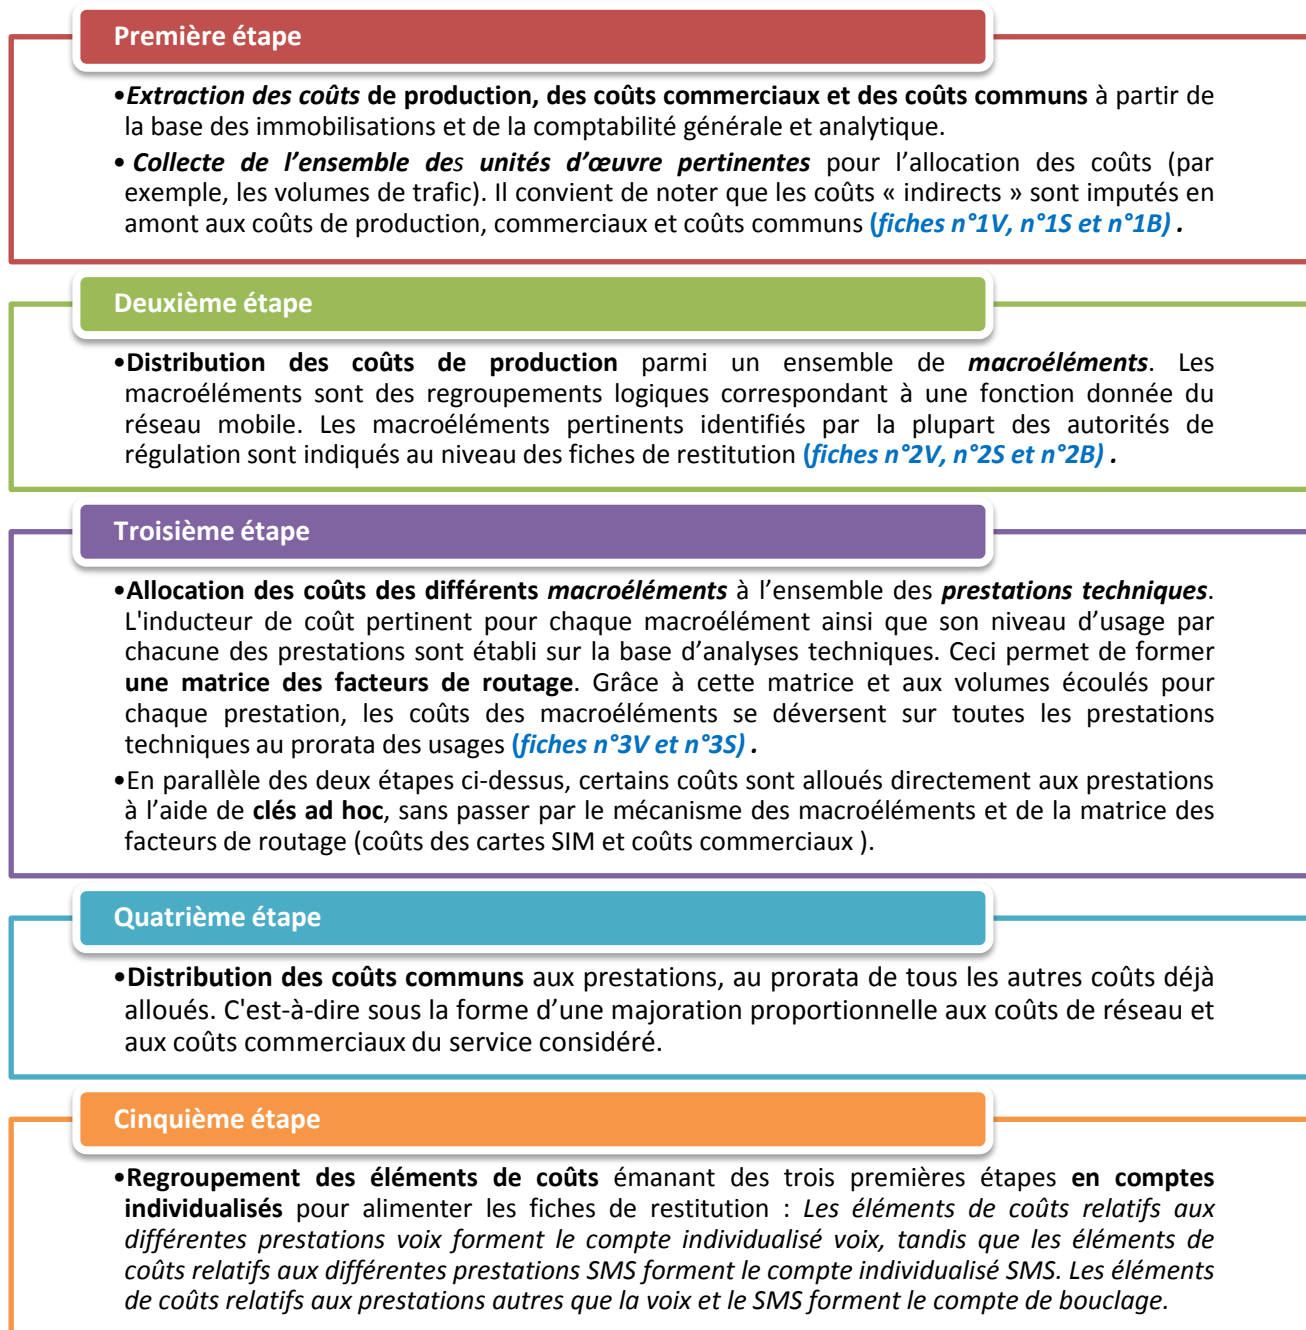 Première étape
•Extraction des coûts de production, des coûts commerciaux et des coûts communs à partir de
la base des immobilisations et de la comptabilité générale et analytique.
• Collecte de l’ensemble des unités d’œuvre pertinentes pour l’allocation des coûts (par
exemple, les volumes de trafic). Il convient de noter que les coûts « indirects » sont imputés en
amont aux coûts de production, commerciaux et coûts communs (fiches n°1V, n°1S et n°1B) .
Deuxième étape
•Distribution des coûts de production parmi un ensemble de macroéléments. Les
macroéléments sont des regroupements logiques correspondant à une fonction donnée du
réseau mobile. Les macroéléments pertinents identifiés par la plupart des autorités de
régulation sont indiqués au niveau des fiches de restitution (fiches n°2V, n°2S et n°2B) .
Troisième étape
•Allocation des coûts des différents macroéléments à l’ensemble des prestations techniques.
L'inducteur de coût pertinent pour chaque macroélément ainsi que son niveau d’usage par
chacune des prestations sont établi sur la base d’analyses techniques. Ceci permet de former
une matrice des facteurs de routage. Grâce à cette matrice et aux volumes écoulés pour
chaque prestation, les coûts des macroéléments se déversent sur toutes les prestations
techniques au prorata des usages (fiches n°3V et n°3S) .
•En parallèle des deux étapes ci-dessus, certains coûts sont alloués directement aux prestations
à l’aide de clés ad hoc, sans passer par le mécanisme des macroéléments et de la matrice des
facteurs de routage (coûts des cartes SIM et coûts commerciaux ).
Quatrième étape
•Distribution des coûts communs aux prestations, au prorata de tous les autres coûts déjà
alloués. C'est-à-dire sous la forme d’une majoration proportionnelle aux coûts de réseau et
aux coûts commerciaux du service considéré.
Cinquième étape
•Regroupement des éléments de coûts émanant des trois premières étapes en comptes
individualisés pour alimenter les fiches de restitution : Les éléments de coûts relatifs aux
différentes prestations voix forment le compte individualisé voix, tandis que les éléments de
coûts relatifs aux différentes prestations SMS forment le compte individualisé SMS. Les éléments
de coûts relatifs aux prestations autres que la voix et le SMS forment le compte de bouclage.